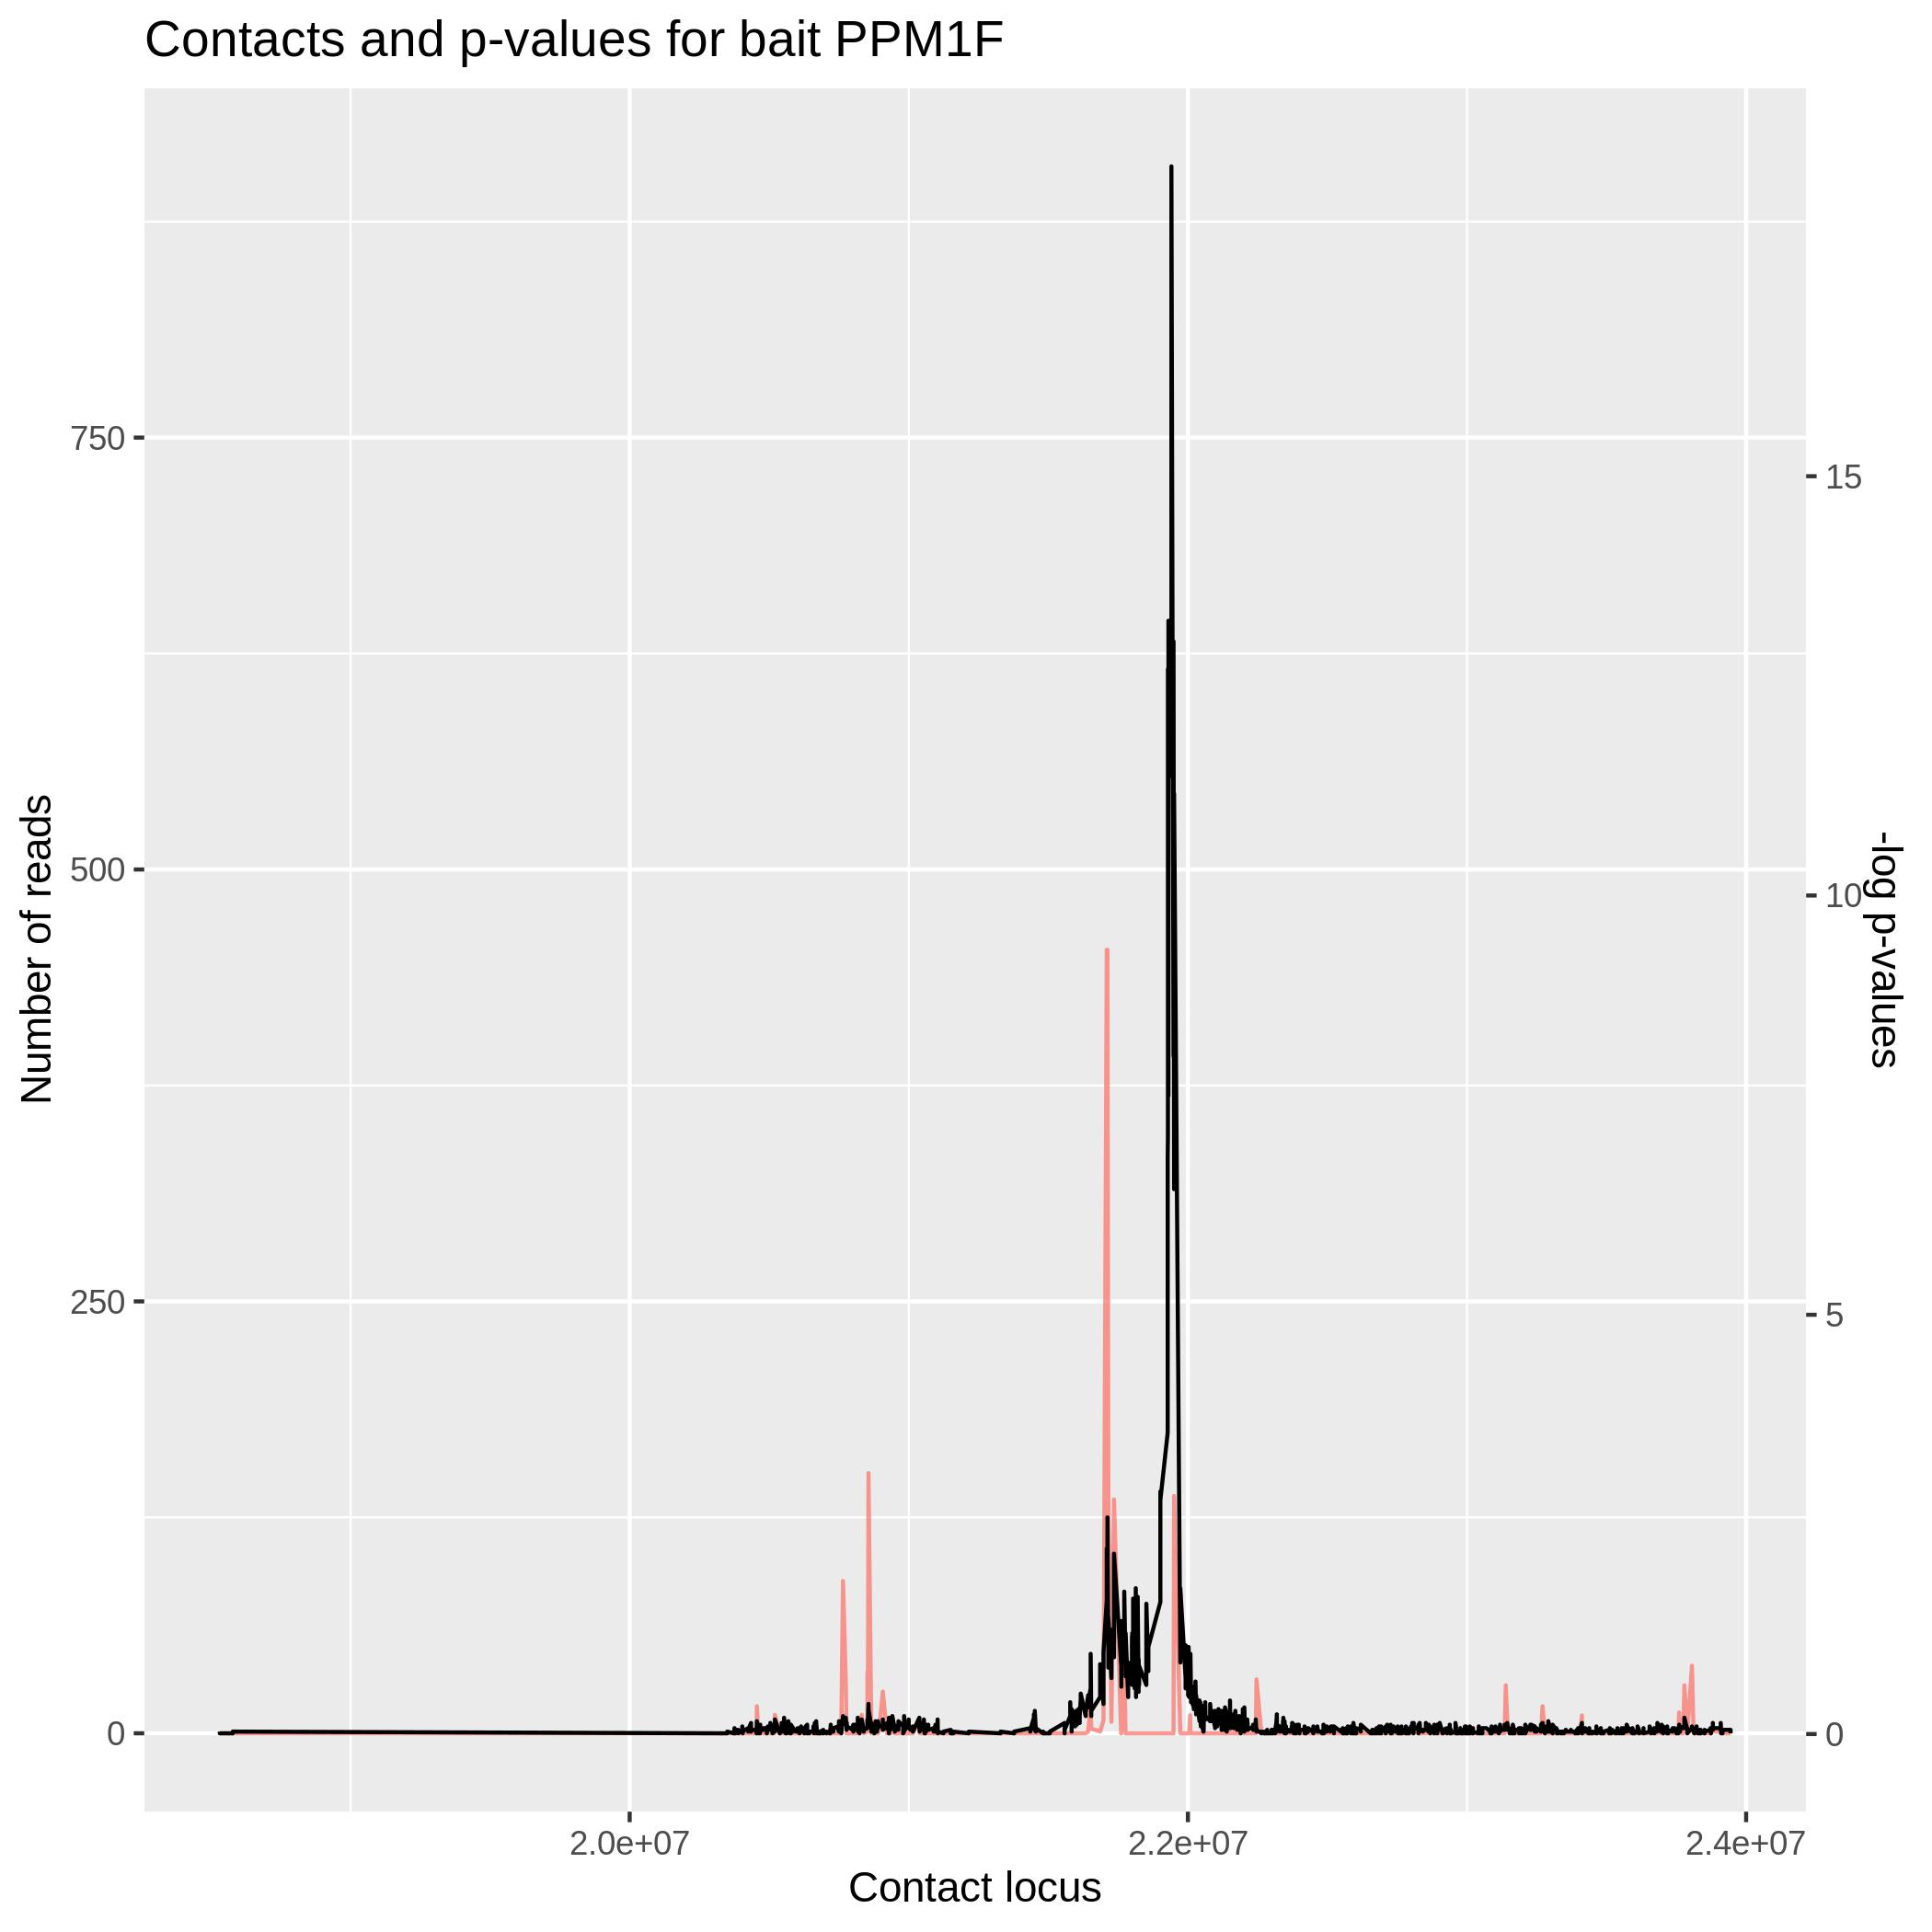 Contacts and p-values for bait PPM1F
Number of reads
750
500
250
0
15
10
5
0
-log p-values
2.0e+07
2.2e+07
2.4e+07
Contact locus